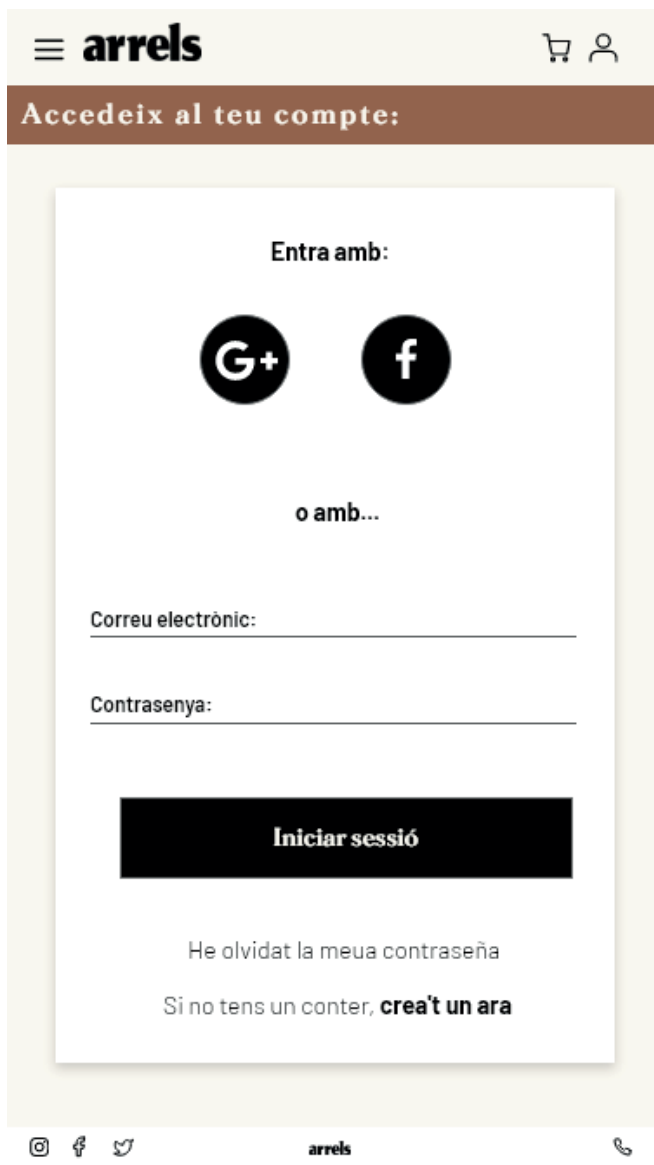 arrels
Accedeix al teu compte:
Entra amb:
G+ f
o amb...
Correu electrònic:
Contrasenya:
Iniciar sessió
He olvidat la meua contraseña
Si no tens un conter, crea't un ara
arrels